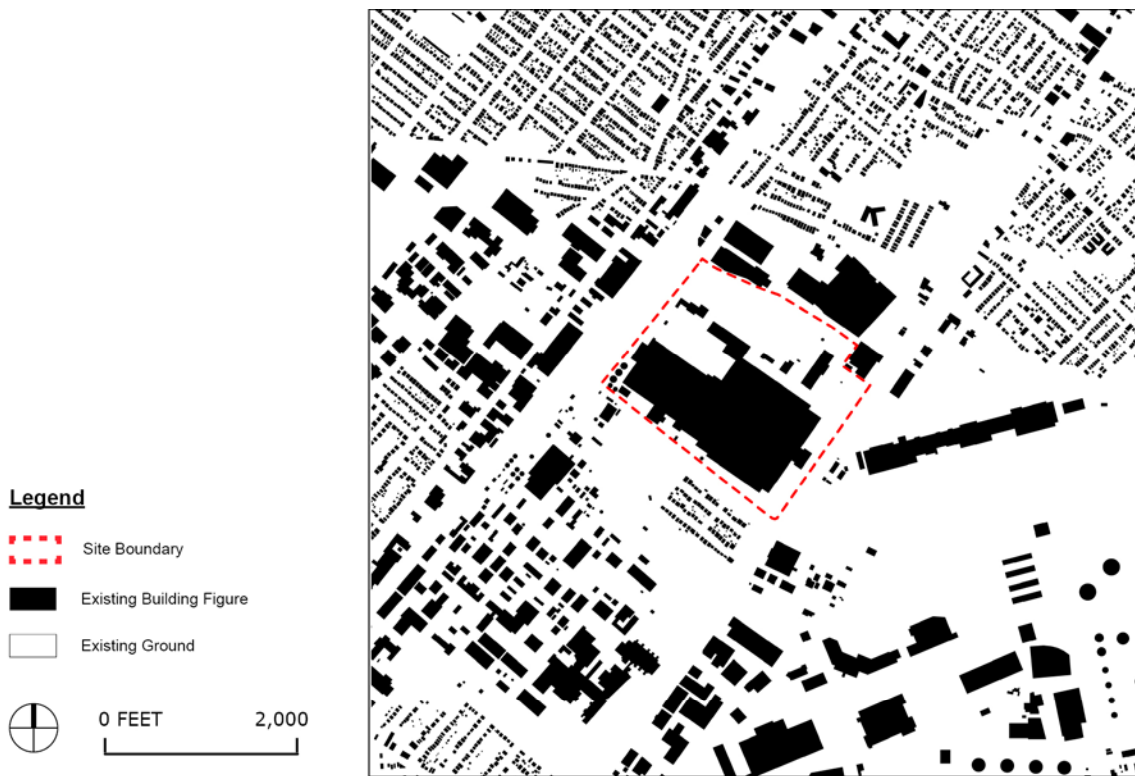 Legend
Site Boundary
Existing Building Figure
Existing Ground
0 FEET 2,000